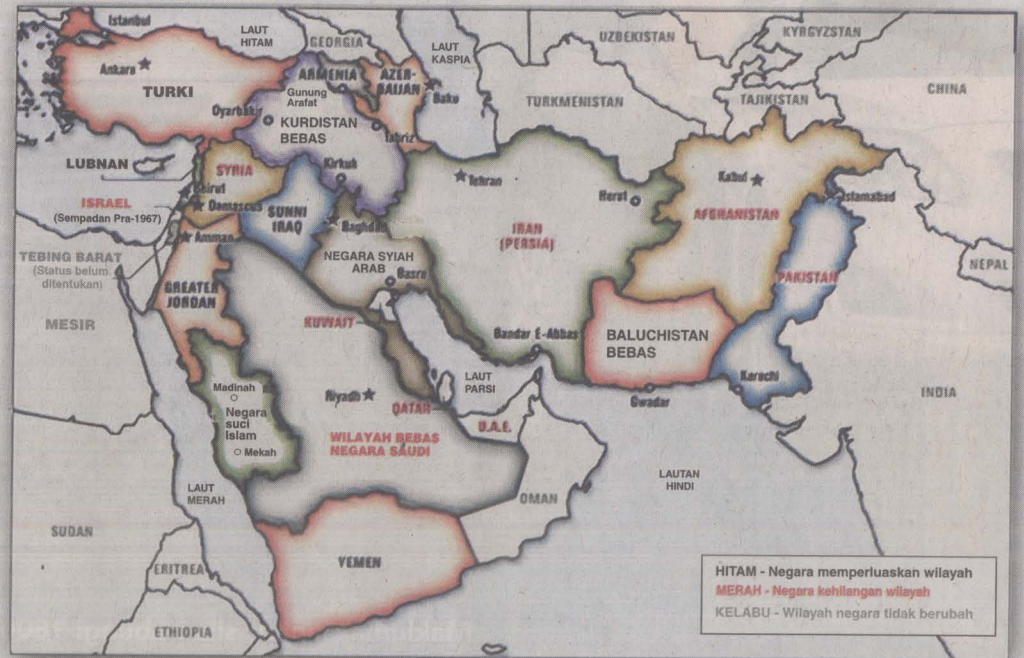 Istanbul
LAUT
HITAM
GEORGIA
LAUT
KASPIA
UZBEKISTAN
KYRGYZSTAN
Ankara
ARMENIA
AZER-
BAIJAN
Baku
TURKMENISTAN
TAJIKISTAN
CHINA
TURKI
Gunung
Arafat
Dyarbakir
KURDISTAN
BEBAS
Tabriz
LUBNAN
SYRIA
Kirkuk
Tehran
Herat
Kabul
Islamabad
Beirut
Damascus
ISRAEL
(Sempadan Pra-1967)
SUNNI
IRAQ
Baghdad
IRAN
(PERSIA)
AFGHANISTAN
Amman
TEBING BARAT
(Status belum
ditentukan)
NEGARA SYIAH
ARAB
Basra
PAKISTAN
NEPAL
GREATER
JORDAN
MESIR
KUWAIT
Bandar E-Abbas
BALUCHISTAN
BEBAS
Madinah
Negara
suci
Islam
Mekah
Riyadh
LAUT
PARSI
QATAR
U.A.E.
Gwadar
Karachi
INDIA
WILAYAH BEBAS
NEGARA SAUDI
LAUT
MERAH
OMAN
LAUTAN
HINDI
SUDAN
YEMEN
ERITREA
ETHIOPIA
HITAM - Negara memperluaskan wilayah
MERAH - Negara kehilangan wilayah
KELABU - Wilayah negara tidak berubah